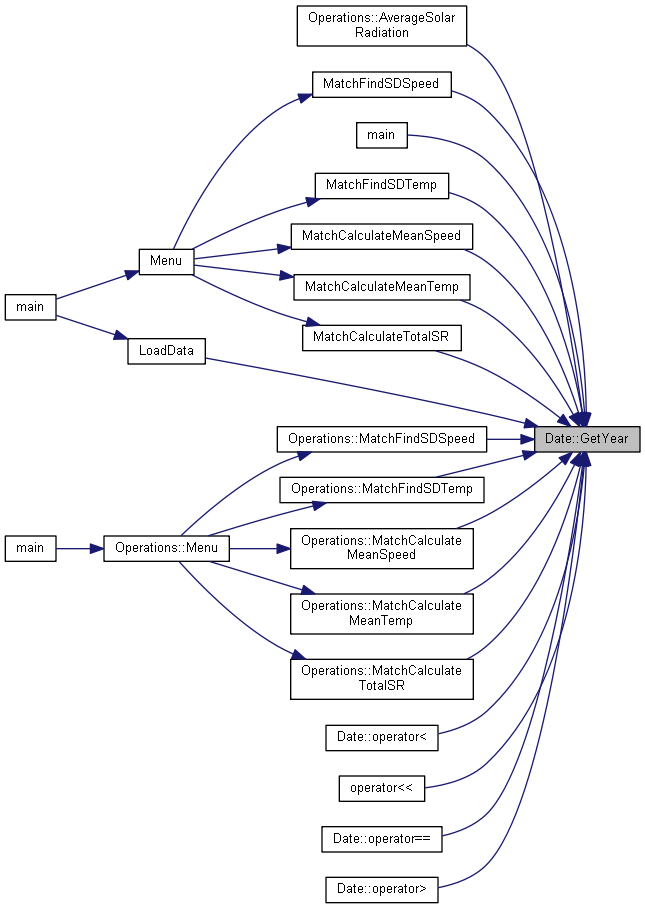 Operations::AverageSolar
Radiation
MatchFindSDSpeed
main
MatchFindSDTemp
MatchCalculateMeanSpeed
Menu
MatchCalculateMeanTemp
main
MatchCalculateTotalSR
LoadData
Date::GetYear
Operations::MatchFindSDSpeed
Operations::MatchFindSDTemp
main
Operations::Menu
Operations::MatchCalculate
MeanSpeed
Operations::MatchCalculate
MeanTemp
Operations::MatchCalculate
TotalSR
Date::operator<
operator<<
Date::operator==
Date::operator>